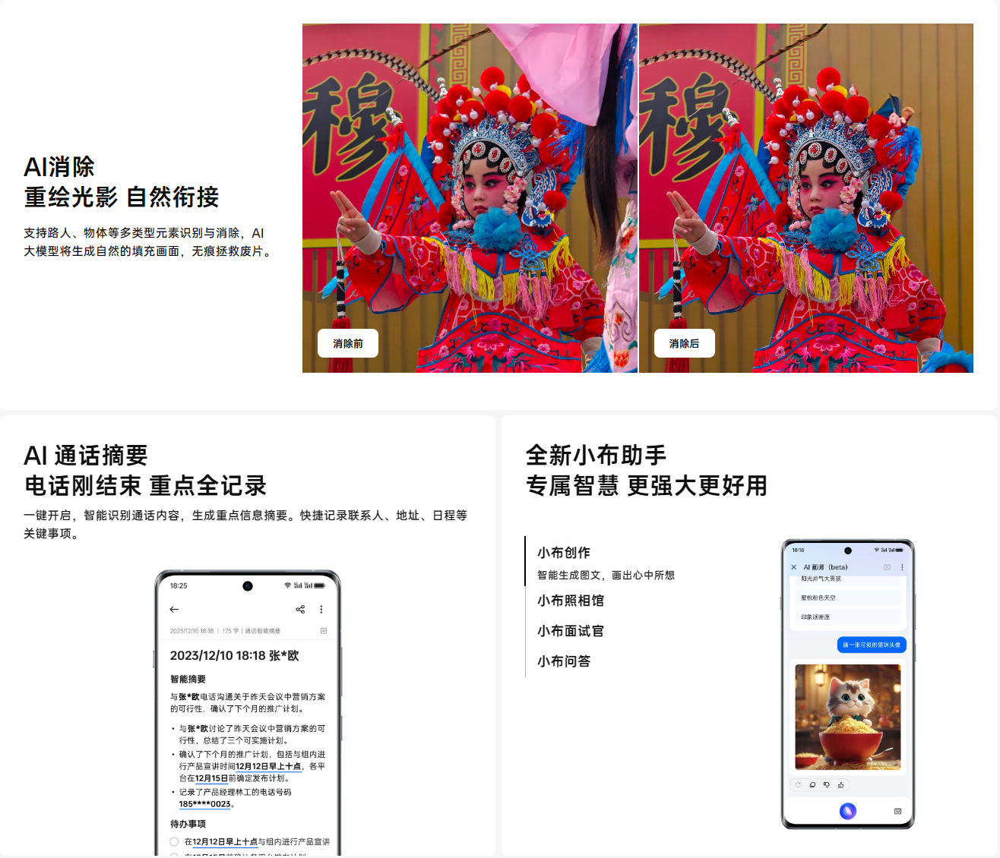 AI消除
重绘光影 自然衔接
支持路人、物体等多类型元素识别与消除，AI
大模型将生成自然的填充画面，无痕拯救废片。
穆
消除前
穆
消除后
AI 通话摘要
电话刚结束 重点全记录
一键开启，智能识别通话内容，生成重点信息摘要。快捷记录联系人、地址、日程等
关键事项。
18:25
2023/12/10 18:18 | 175 字 | 通话智能摘要
2023/12/10 18:18 张*欧
智能摘要
与张*欧电话沟通关于昨天会议中营销方案
的可行性，确认了下个月的推广计划。
• 与张*欧讨论了昨天会议中营销方案的可
行性，总结了三个可实施计划。
• 确认了下个月的推广计划，包括与组内进
行产品宣讲时间12月12日早上十点，各平
台在12月15日前确定发布计划。
• 记录了产品经理林工的电话号码
185****0023。
待办事项
在12月12日早上十点与组内进行产品宣讲
全新小布助手
专属智慧 更强大更好用
小布创作
智能生成图文，画出心中所想
小布照相馆
小布面试官
小布问答
18:18
AI 画师（beta）
阳光帅气大男孩
蜜桃粉色天空
印象派睡莲
画一张可爱的猫咪头像